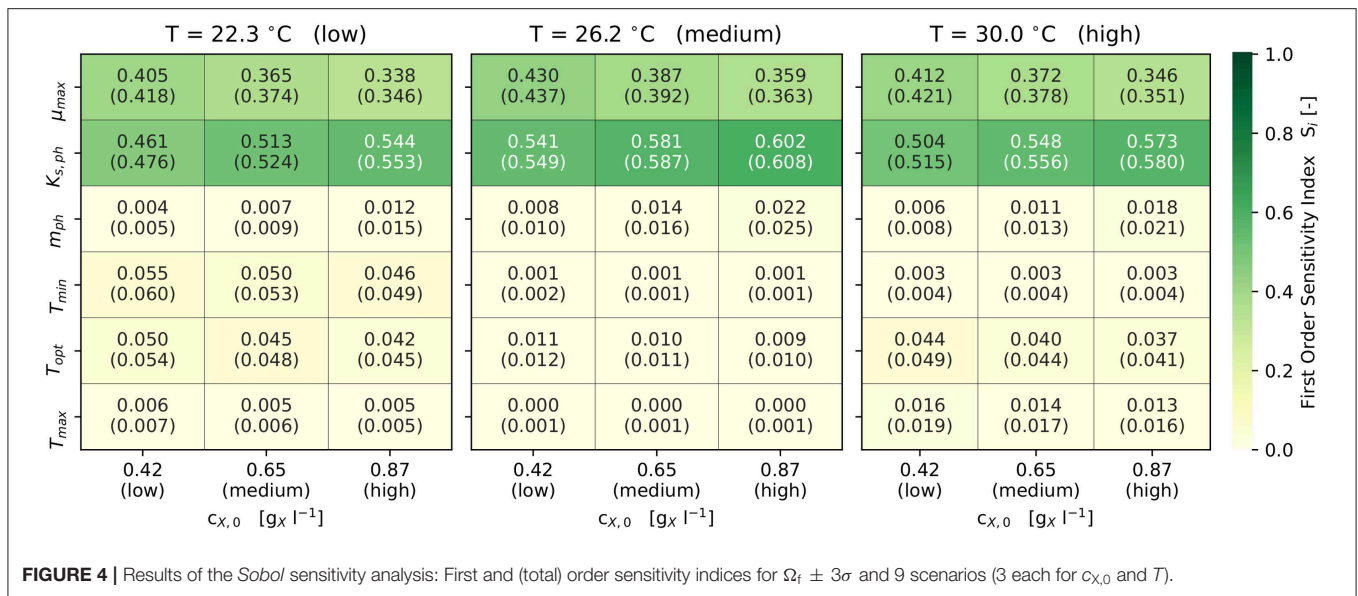 T = 22.3 °C (low) T = 26.2 °C (medium) T = 30.0 °C (high)
μmax 0.405 0.365 0.338 0.430 0.387 0.359 0.412 0.372 0.346
(0.418) (0.374) (0.346) (0.437) (0.392) (0.363) (0.421) (0.378) (0.351)
Ks,ph 0.461 0.513 0.544 0.541 0.581 0.602 0.504 0.548 0.573
(0.476) (0.524) (0.553) (0.549) (0.587) (0.608) (0.515) (0.556) (0.580)
mph 0.004 0.007 0.012 0.008 0.014 0.022 0.006 0.011 0.018
(0.005) (0.009) (0.015) (0.010) (0.016) (0.025) (0.008) (0.013) (0.021)
Tmin 0.055 0.050 0.046 0.001 0.001 0.001 0.003 0.003 0.003
(0.060) (0.053) (0.049) (0.002) (0.001) (0.001) (0.004) (0.004) (0.004)
Topt 0.050 0.045 0.042 0.011 0.010 0.009 0.044 0.040 0.037
(0.054) (0.048) (0.045) (0.012) (0.011) (0.010) (0.049) (0.044) (0.041)
Tmax 0.006 0.005 0.005 0.000 0.000 0.000 0.016 0.014 0.013
(0.007) (0.006) (0.005) (0.001) (0.001) (0.001) (0.019) (0.017) (0.016)
0.42 0.65 0.87 0.42 0.65 0.87 0.42 0.65 0.87
(low) (medium) (high) (low) (medium) (high) (low) (medium) (high)
cX,0 [gX l⁻¹] cX,0 [gX l⁻¹] cX,0 [gX l⁻¹]
1.0
0.8
0.6
0.4
0.2
0.0
First Order Sensitivity Index Si [-]
FIGURE 4 | Results of the Sobol sensitivity analysis: First and (total) order sensitivity indices for Ωf ± 3σ and 9 scenarios (3 each for cX,0 and T).